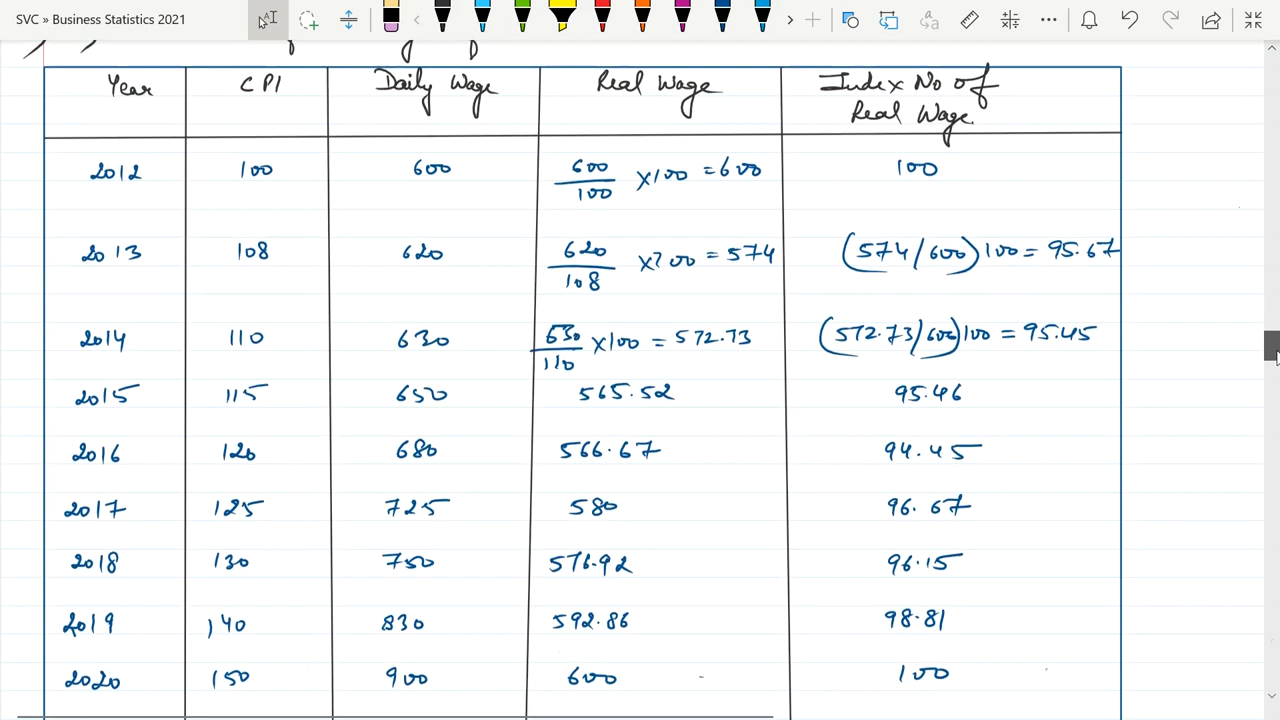 SVC » Business Statistics 2021
Year CPI Daily Wage Real Wage Index No of Real Wage
2012 100 600 600/100 ×100 = 600 100
2013 108 620 620/108 ×100 = 574 (574/600)100 = 95.67
2014 110 630 630/110 ×100 = 572.73 (572.73/600)100 = 95.45
2015 115 650 565.52 95.46
2016 120 680 566.67 94.45
2017 125 725 580 96.67
2018 130 750 576.92 96.15
2019 140 830 592.86 98.81
2020 150 900 600 100